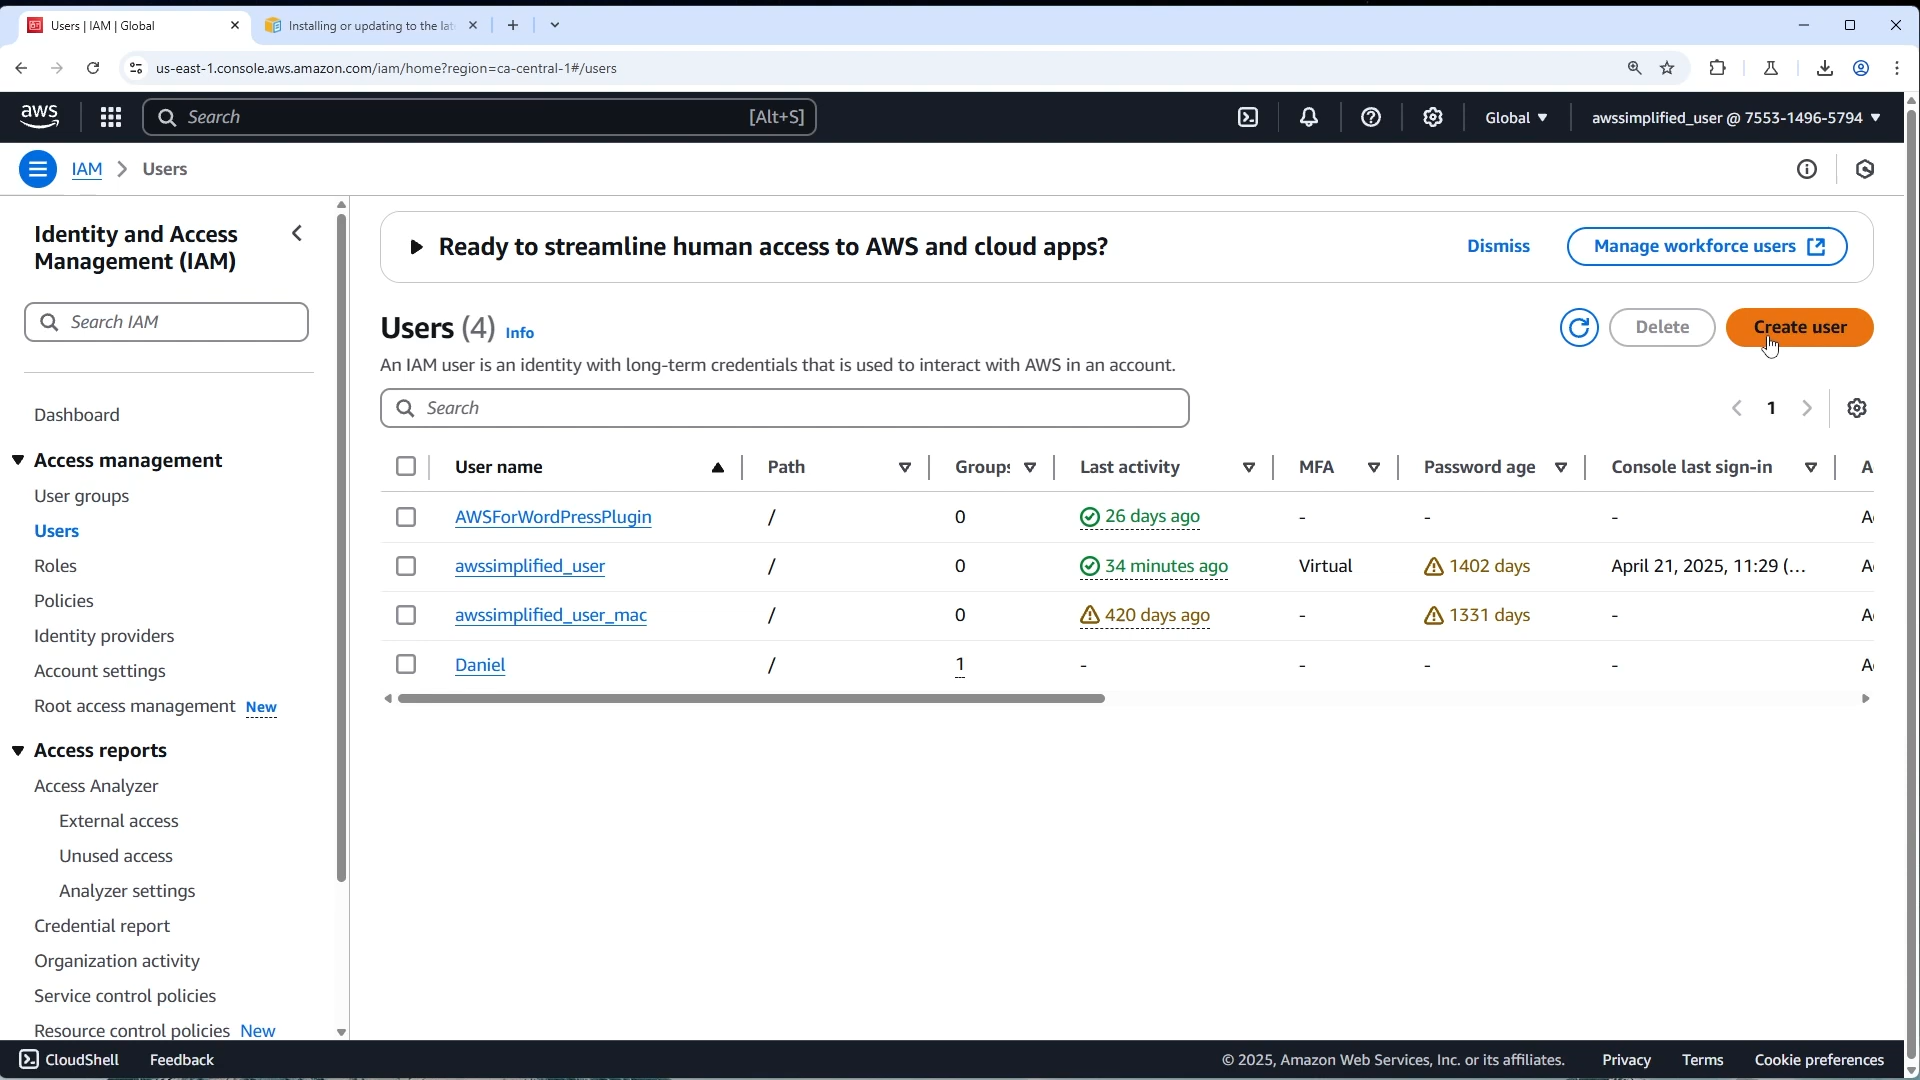 Users | IAM | Global
Installing or updating to the lat
us-east-1.console.aws.amazon.com/iam/home?region=ca-central-1#/users
aws
Search
[Alt+S]
Global
awssimplified_user @ 7553-1496-5794
IAM
Users
Identity and Access
Management (IAM)
Search IAM
Dashboard
Access management
User groups
Users
Roles
Policies
Identity providers
Account settings
Root access management New
Access reports
Access Analyzer
External access
Unused access
Analyzer settings
Credential report
Organization activity
Service control policies
Resource control policies New
Ready to streamline human access to AWS and cloud apps?
Dismiss
Manage workforce users
Users (4) Info
Delete
Create user
An IAM user is an identity with long-term credentials that is used to interact with AWS in an account.
Search
1
User name Path Group: Last activity MFA Password age Console last sign-in A
AWSForWordPressPlugin / 0 26 days ago - - - A
awssimplified_user / 0 34 minutes ago Virtual 1402 days April 21, 2025, 11:29 (... A
awssimplified_user_mac / 0 420 days ago - 1331 days - A
Daniel / 1 - - - - A
CloudShell
Feedback
© 2025, Amazon Web Services, Inc. or its affiliates.
Privacy
Terms
Cookie preferences